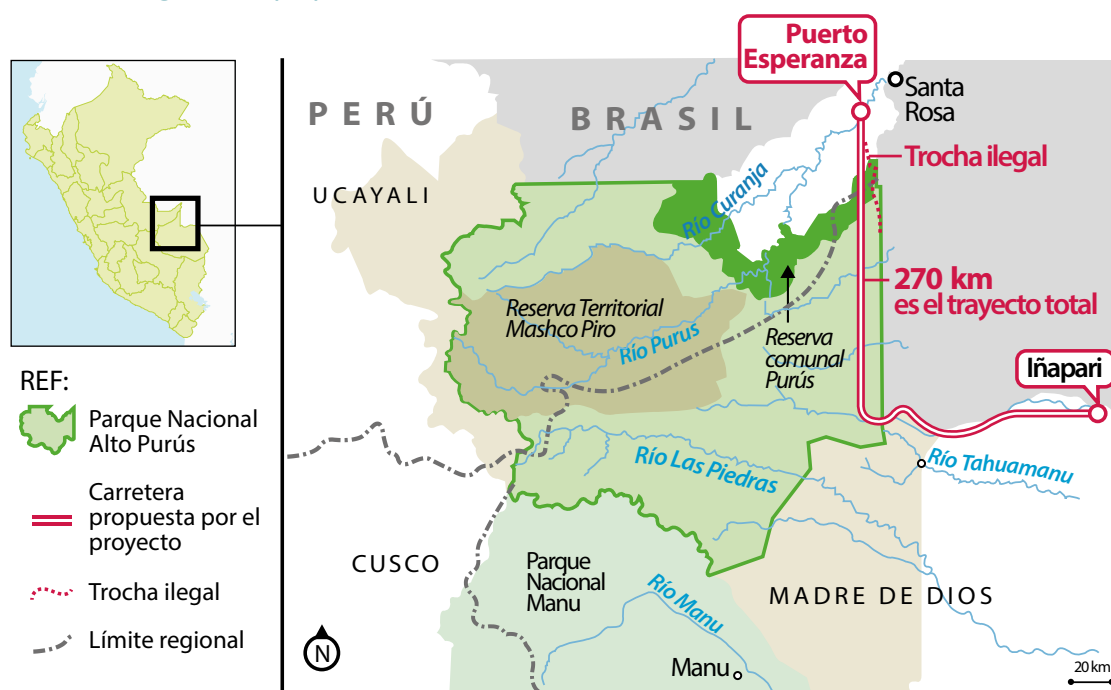 PERÚ
BRASIL
Puerto
Esperanza
Santa
Rosa
Trocha ilegal
UCAYALI
Río Curanja
270 km
es el trayecto total
Reserva Territorial
Mashco Piro
Río Purus
Reserva
comunal
Purús
Iñapari
REF:
Parque Nacional
Alto Purús
Carretera
propuesta por el
proyecto
Trocha ilegal
Límite regional
Río Las Piedras
Río Tahuamanu
CUSCO
Parque
Nacional
Manu
Río Manu
MADRE DE DIOS
Manu
N
20 km